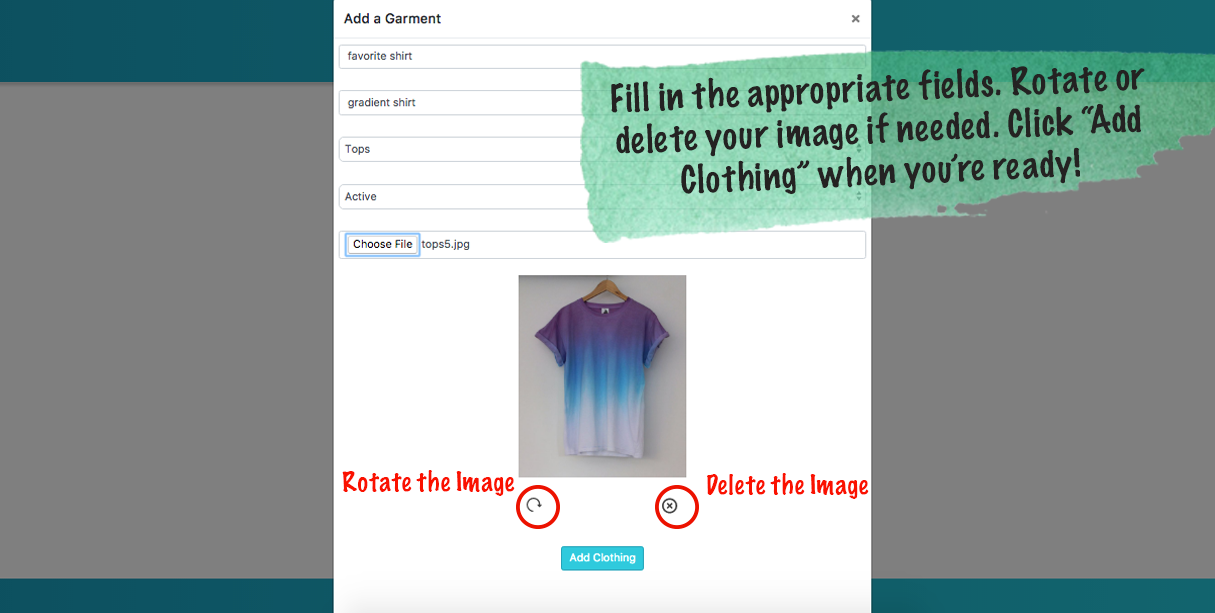 Add a Garment ×
favorite shirt
gradient shirt
Tops
Active
Choose File tops5.jpg
Fill in the appropriate fields. Rotate or
delete your image if needed. Click “Add
Clothing” when you’re ready!
Rotate the Image
Delete the Image
Add Clothing